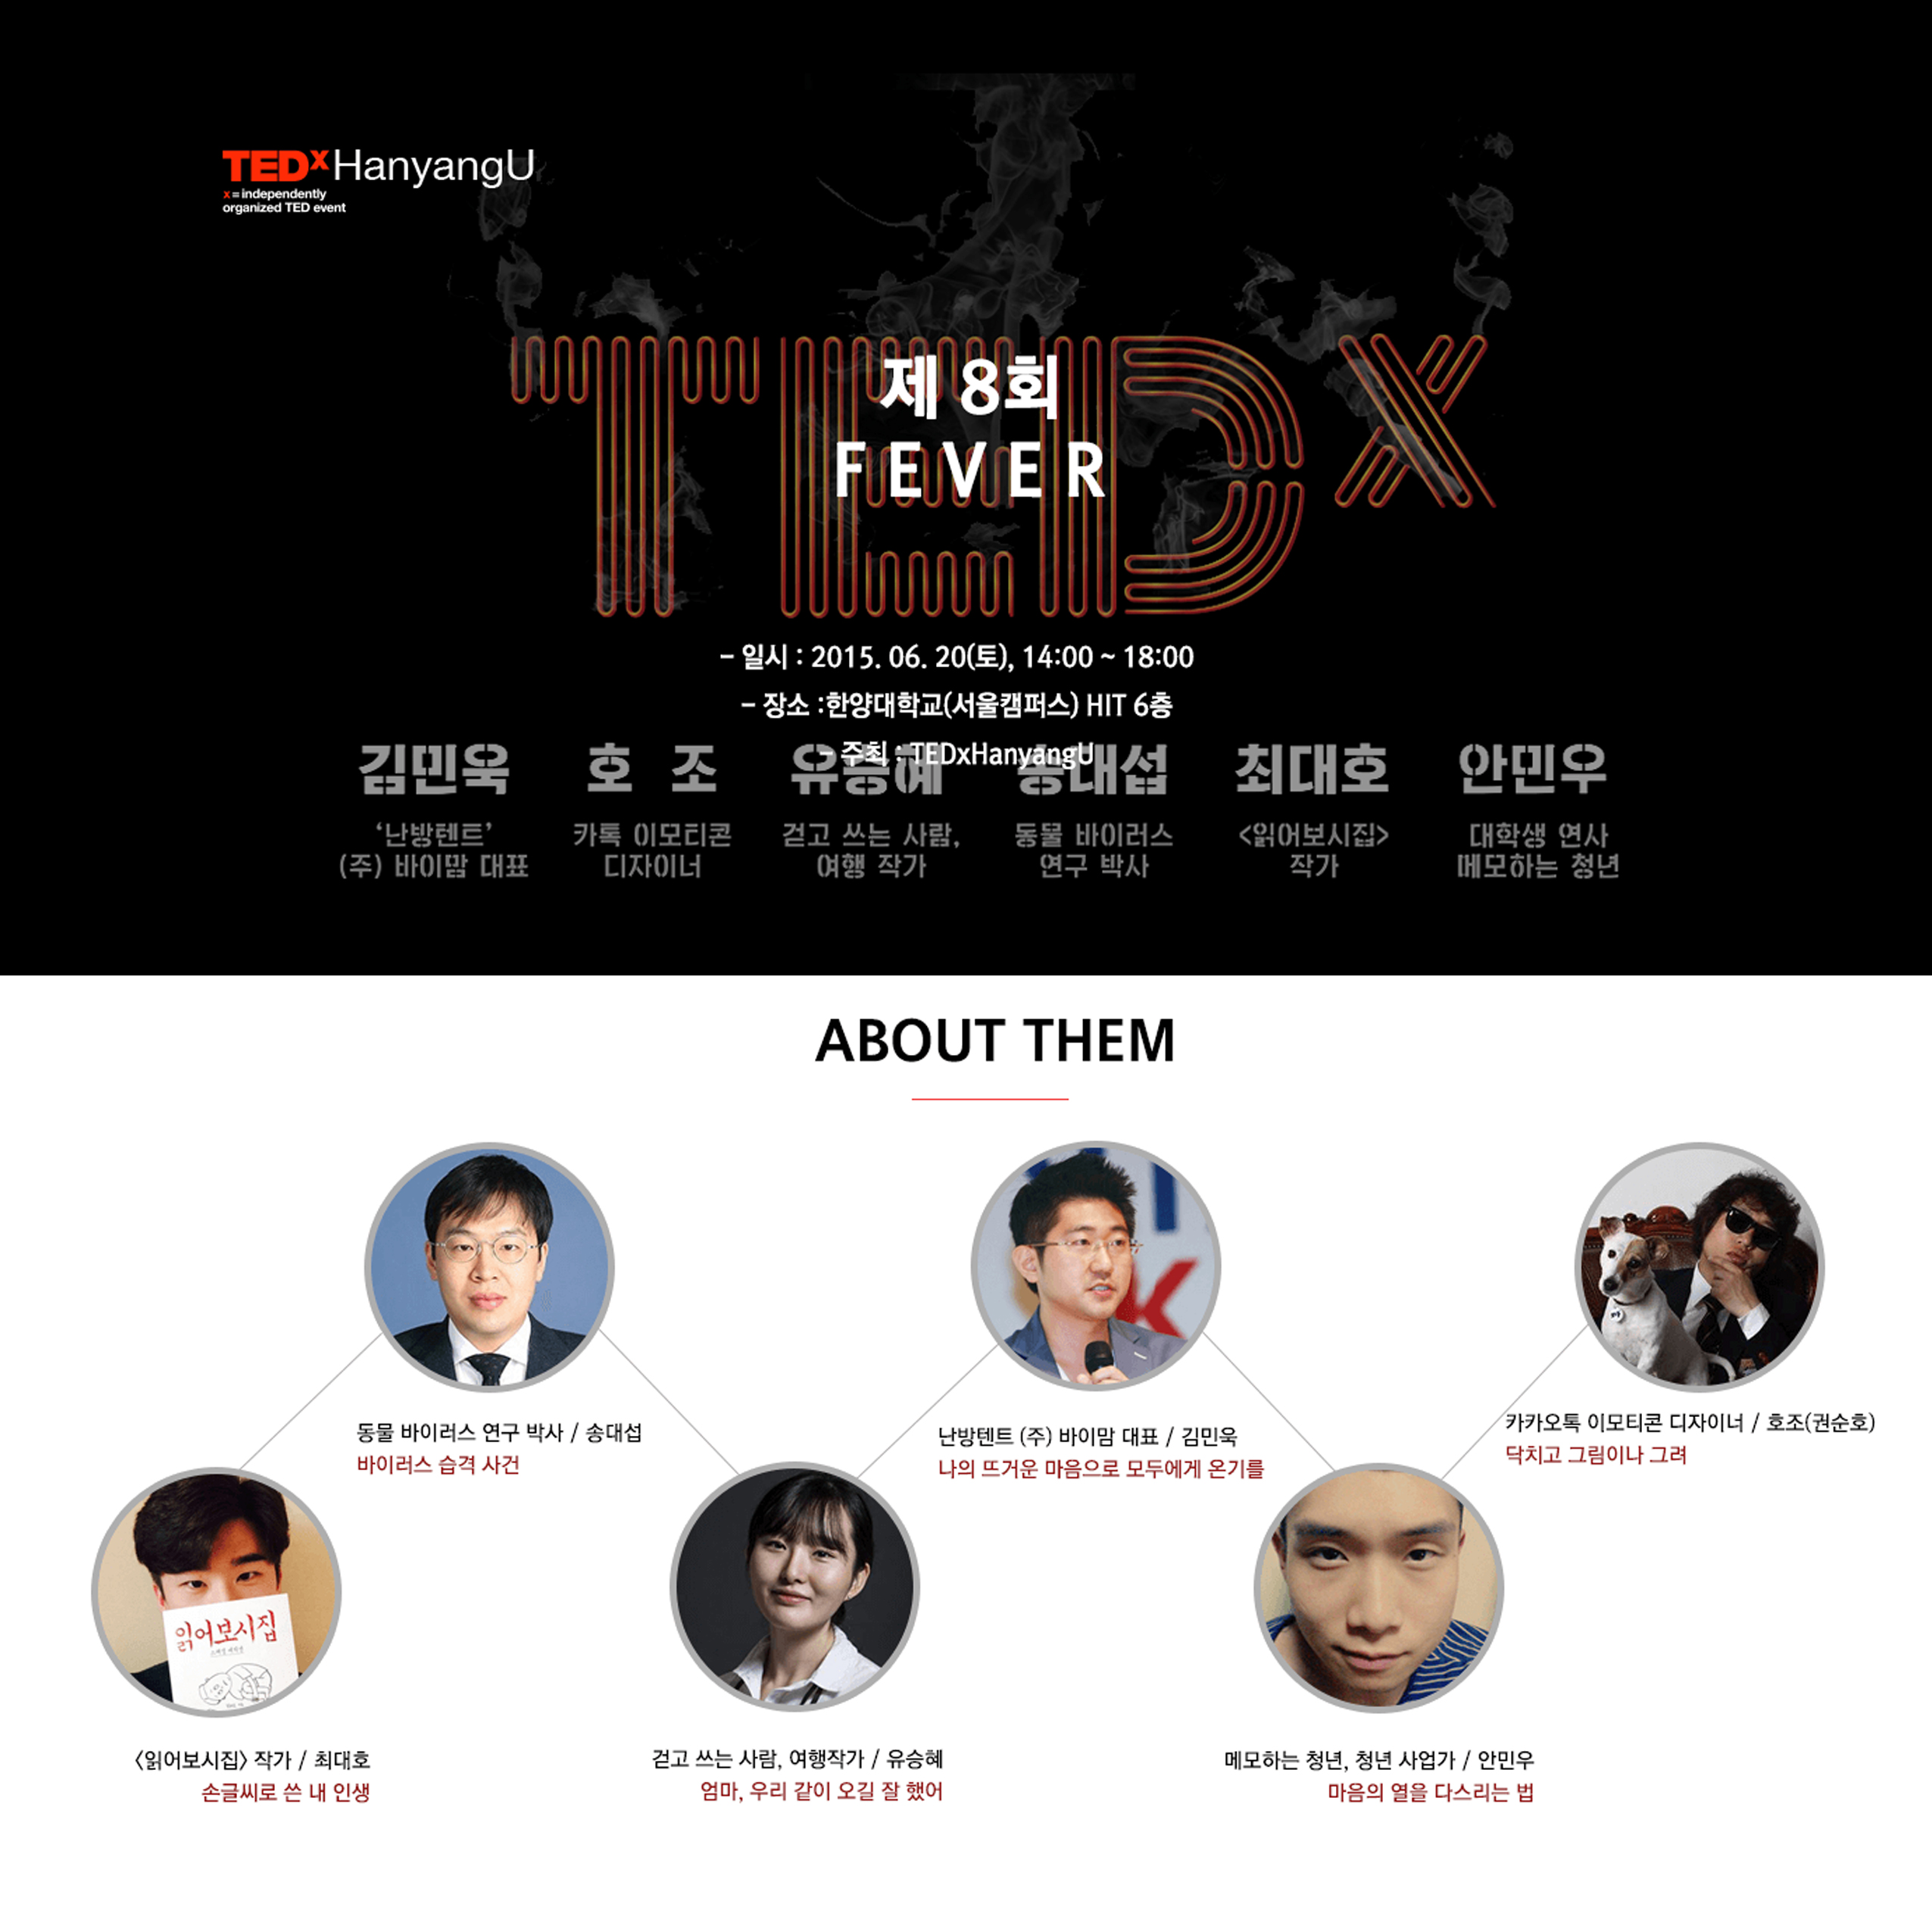 TEDxHanyangU
x = independently
organized TED event
TEDx
제 8회
FEVER
- 일시 : 2015. 06. 20(토), 14:00 ~ 18:00
- 장소 :한양대학교(서울캠퍼스) HIT 6층
- 주최 : TEDxHanyangU
김민욱 호 조 유승혜 송대섭 최대호 안민우
‘난방텐트’ 카톡 이모티콘 걷고 쓰는 사람, 동물 바이러스 <읽어보시집> 대학생 연사
(주) 바이맘 대표 디자이너 여행 작가 연구 박사 작가 메모하는 청년
ABOUT THEM
동물 바이러스 연구 박사 / 송대섭
바이러스 습격 사건
난방텐트 (주) 바이맘 대표 / 김민욱
나의 뜨거운 마음으로 모두에게 온기를
카카오톡 이모티콘 디자이너 / 호조(권순호)
닥치고 그림이나 그려
읽어보시집
<읽어보시집> 작가 / 최대호
손글씨로 쓴 내 인생
걷고 쓰는 사람, 여행작가 / 유승혜
엄마, 우리 같이 오길 잘 했어
메모하는 청년, 청년 사업가 / 안민우
마음의 열을 다스리는 법